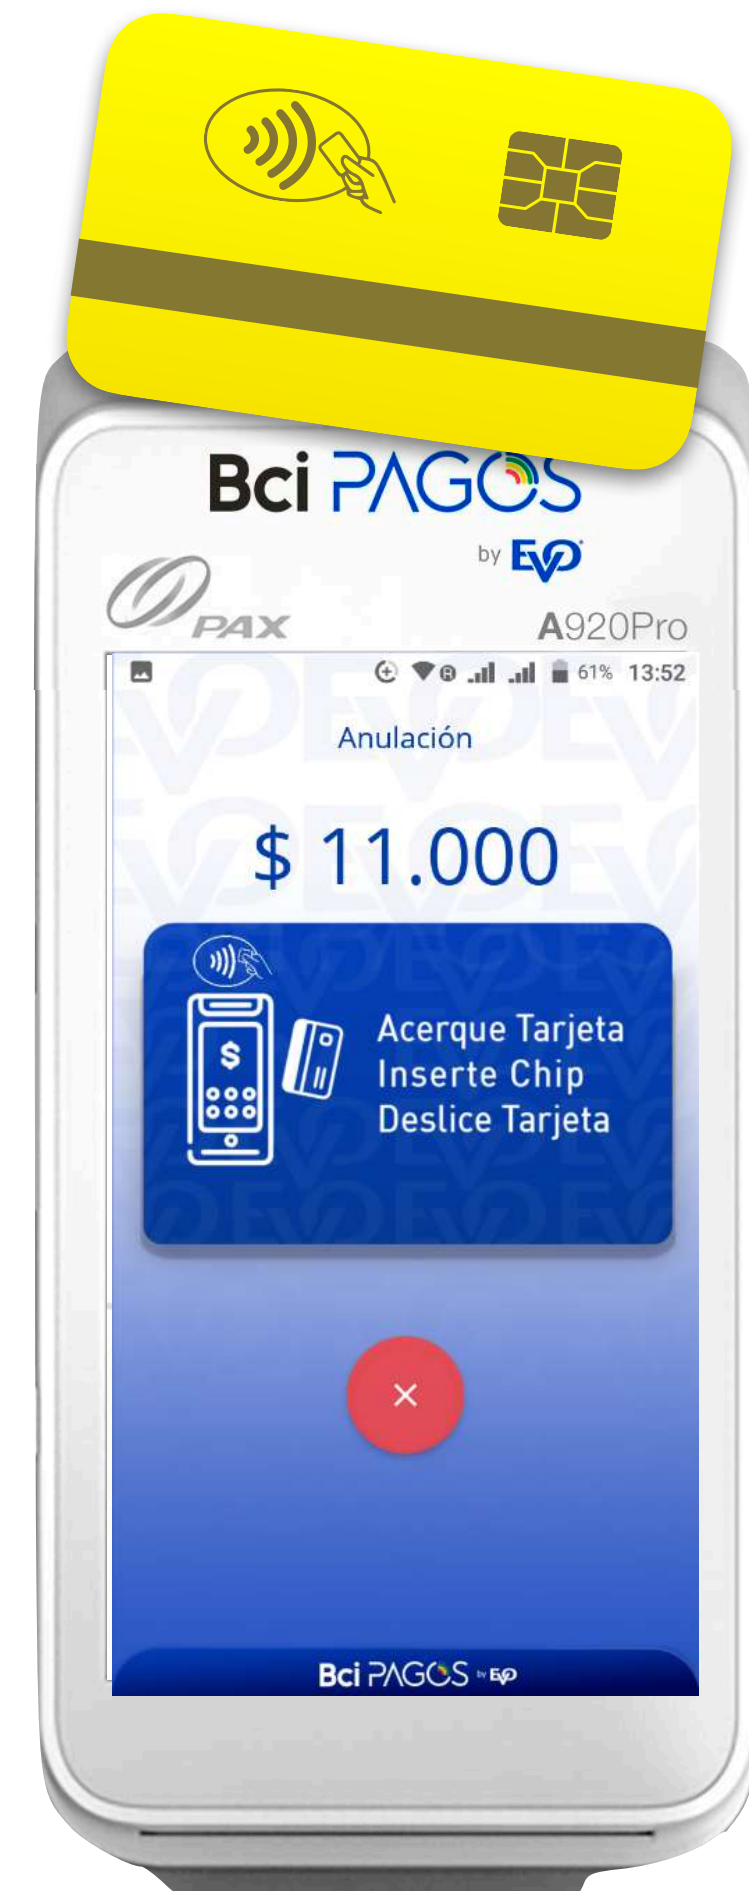 Bci PAGOS
by EVO
PAX
A920Pro
61% 13:52
Anulación
$ 11.000
Acerque Tarjeta
Inserte Chip
Deslice Tarjeta
Bci PAGOS by EVO